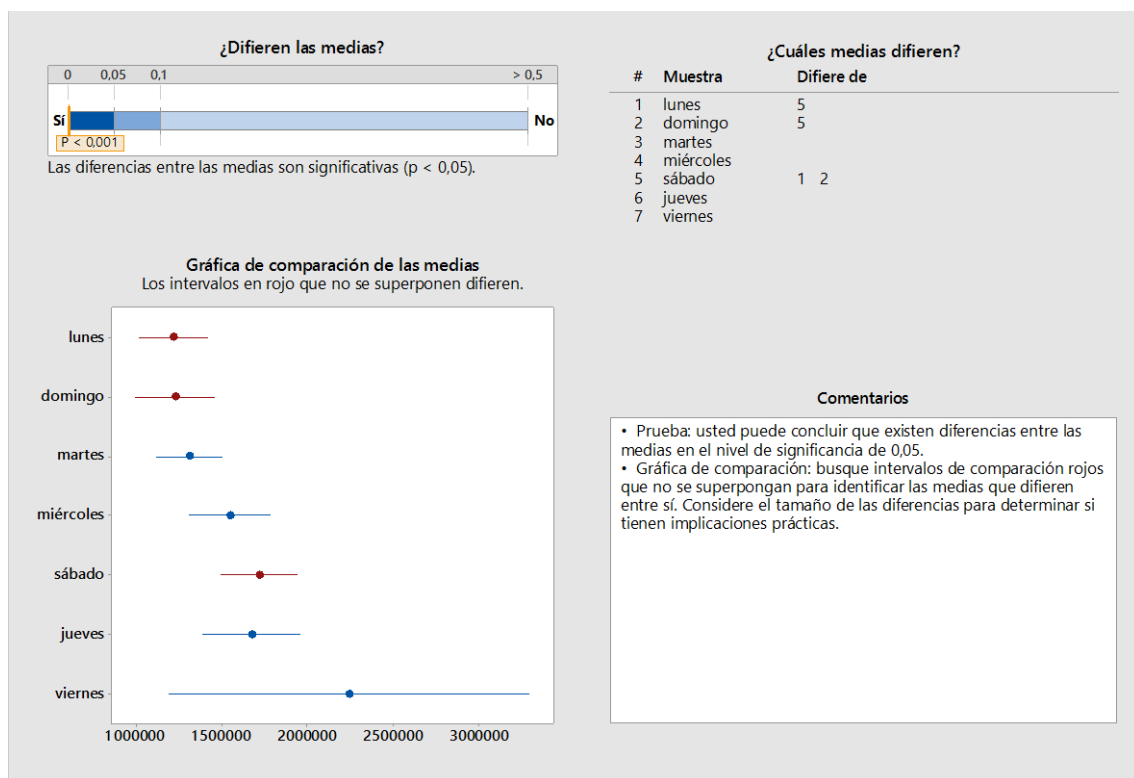 ¿Difieren las medias?
0 0,05 0,1 > 0,5
Sí No
P < 0,001
Las diferencias entre las medias son significativas (p < 0,05).
¿Cuáles medias difieren?
# Muestra Difiere de
1 lunes 5
2 domingo 5
3 martes
4 miércoles
5 sábado 1 2
6 jueves
7 viernes
Gráfica de comparación de las medias
Los intervalos en rojo que no se superponen difieren.
lunes
domingo
martes
miércoles
sábado
jueves
viernes
1000000 1500000 2000000 2500000 3000000
Comentarios
• Prueba: usted puede concluir que existen diferencias entre las
medias en el nivel de significancia de 0,05.
• Gráfica de comparación: busque intervalos de comparación rojos
que no se superpongan para identificar las medias que difieren
entre sí. Considere el tamaño de las diferencias para determinar si
tienen implicaciones prácticas.